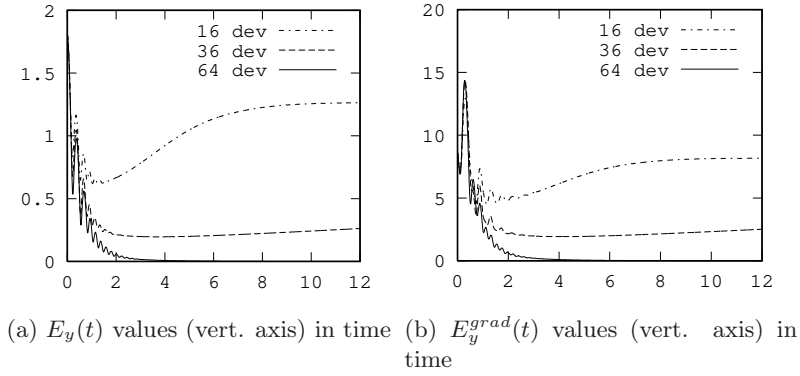 2
1.5
1
0.5
0
0 2 4 6 8 10 12
16 dev
36 dev
64 dev
20
15
10
5
0
0 2 4 6 8 10 12
16 dev
36 dev
64 dev
(a) E_y(t) values (vert. axis) in time
(b) E_y^{grad}(t) values (vert. axis) in
time